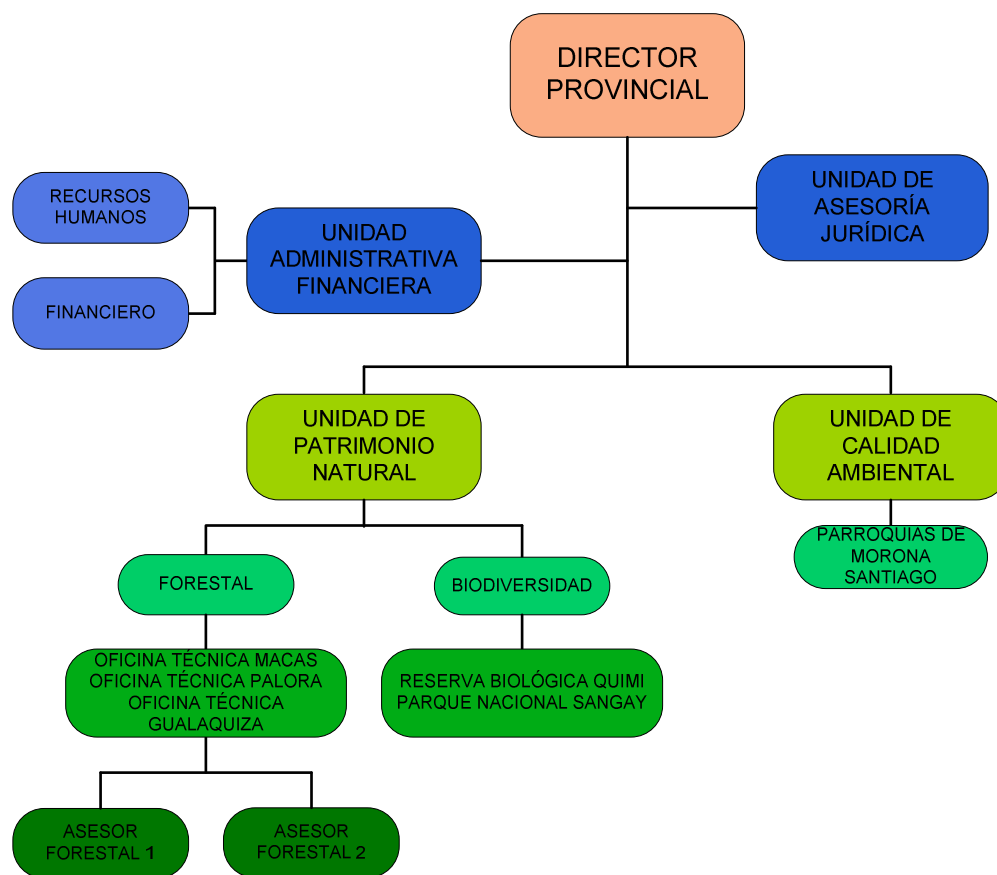 DIRECTOR
PROVINCIAL
UNIDAD DE
ASESORÍA
JURÍDICA
RECURSOS
HUMANOS
UNIDAD
ADMINISTRATIVA
FINANCIERA
FINANCIERO
UNIDAD DE
PATRIMONIO
NATURAL
UNIDAD DE
CALIDAD
AMBIENTAL
PARROQUIAS DE
MORONA
SANTIAGO
FORESTAL
BIODIVERSIDAD
OFICINA TÉCNICA MACAS
OFICINA TÉCNICA PALORA
OFICINA TÉCNICA
GUALAQUIZA
RESERVA BIOLÓGICA QUIMI
PARQUE NACIONAL SANGAY
ASESOR
FORESTAL 1
ASESOR
FORESTAL 2